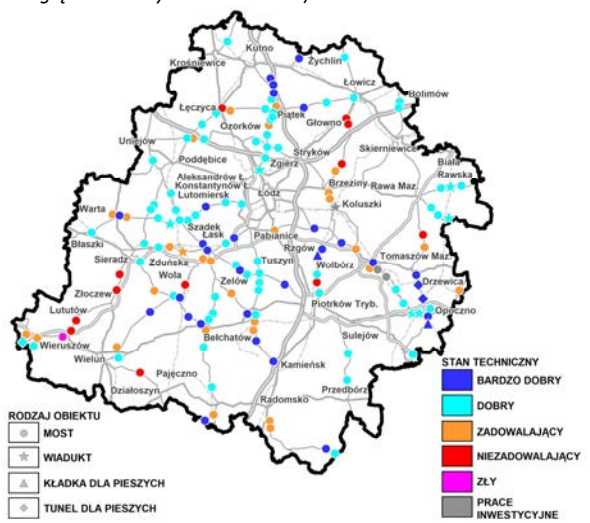 Kutno
Żychlin
Krośniewice
Łowicz
Bolimów
Łęczyca
Piątek
Głowno
Ozorków
Uniejów
Stryków
Skierniewice
Poddębice
Zgierz
Biała
Rawska
Aleksandrów Ł.
Konstantynów Ł.
Lutomiersk
Łódź
Brzeziny
Rawa Maz.
Koluszki
Warta
Szadek
Łask
Pabianice
Błaszki
Rzgów
Tomaszów Maz.
Sieradz
Zduńska
Wola
Tuszyn
Wolbórz
Drzewica
Zelów
Złoczew
Piotrków Tryb.
Opoczno
Lututów
Bełchatów
Sulejów
Wieruszów
Wieluń
Kamieńsk
Pajęczno
Działoszyn
Radomsko
Przedbórz
STAN TECHNICZNY
BARDZO DOBRY
DOBRY
ZADOWALAJĄCY
NIEZADOWALAJĄCY
ZŁY
PRACE
INWESTYCYJNE
RODZAJ OBIEKTU
MOST
WIADUKT
KŁADKA DLA PIESZYCH
TUNEL DLA PIESZYCH